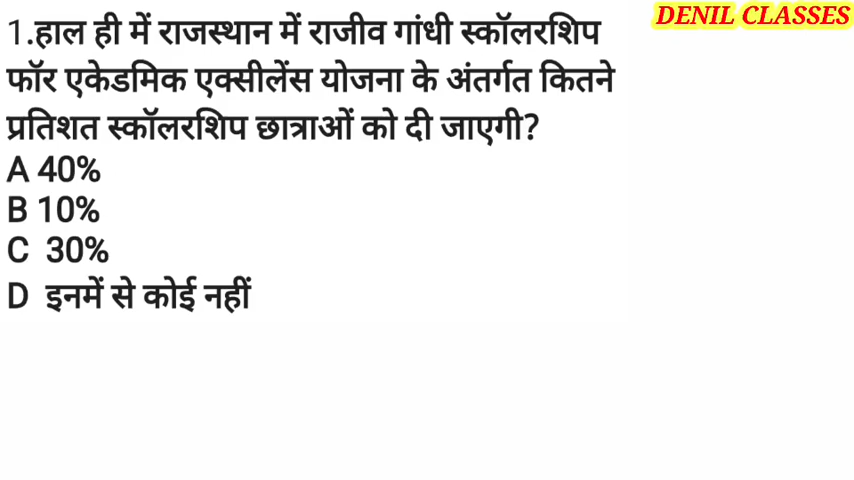 DENIL CLASSES
1.हाल ही में राजस्थान में राजीव गांधी स्कॉलरशिप
फॉर एकेडमिक एक्सीलेंस योजना के अंतर्गत कितने
प्रतिशत स्कॉलरशिप छात्राओं को दी जाएगी?
A 40%
B 10%
C 30%
D इनमें से कोई नहीं